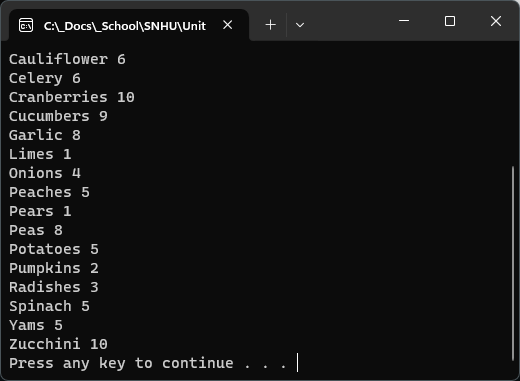 C:\_Docs\_School\SNHU\Unit
Cauliflower 6
Celery 6
Cranberries 10
Cucumbers 9
Garlic 8
Limes 1
Onions 4
Peaches 5
Pears 1
Peas 8
Potatoes 5
Pumpkins 2
Radishes 3
Spinach 5
Yams 5
Zucchini 10
Press any key to continue . . .